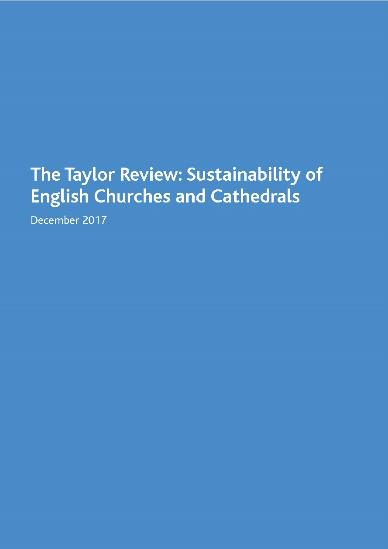 The Taylor Review: Sustainability of
English Churches and Cathedrals
December 2017